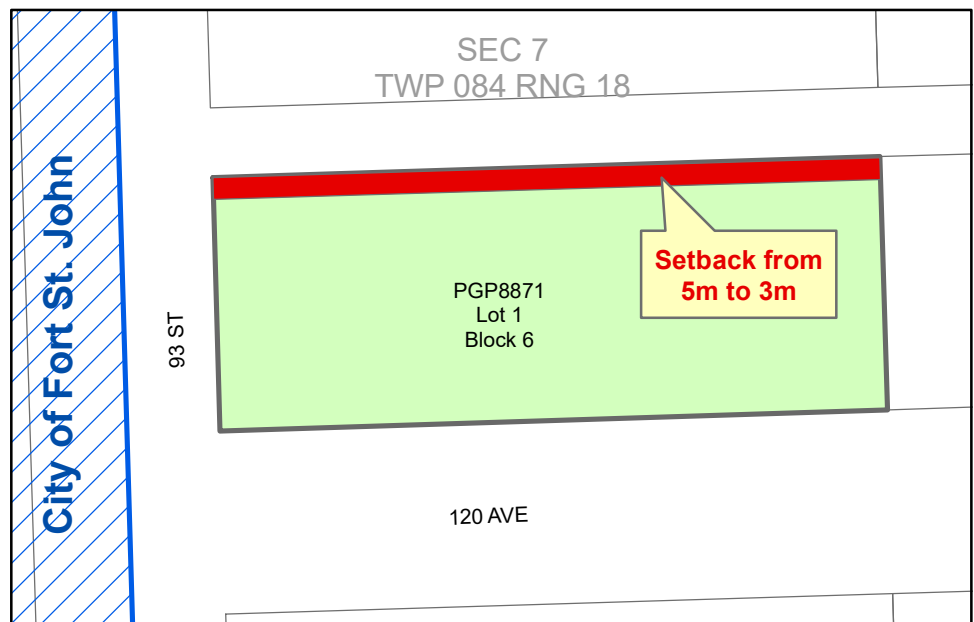 SEC 7
TWP 084 RNG 18
City of Fort St. John
93 ST
PGP8871
Lot 1
Block 6
Setback from
5m to 3m
120 AVE